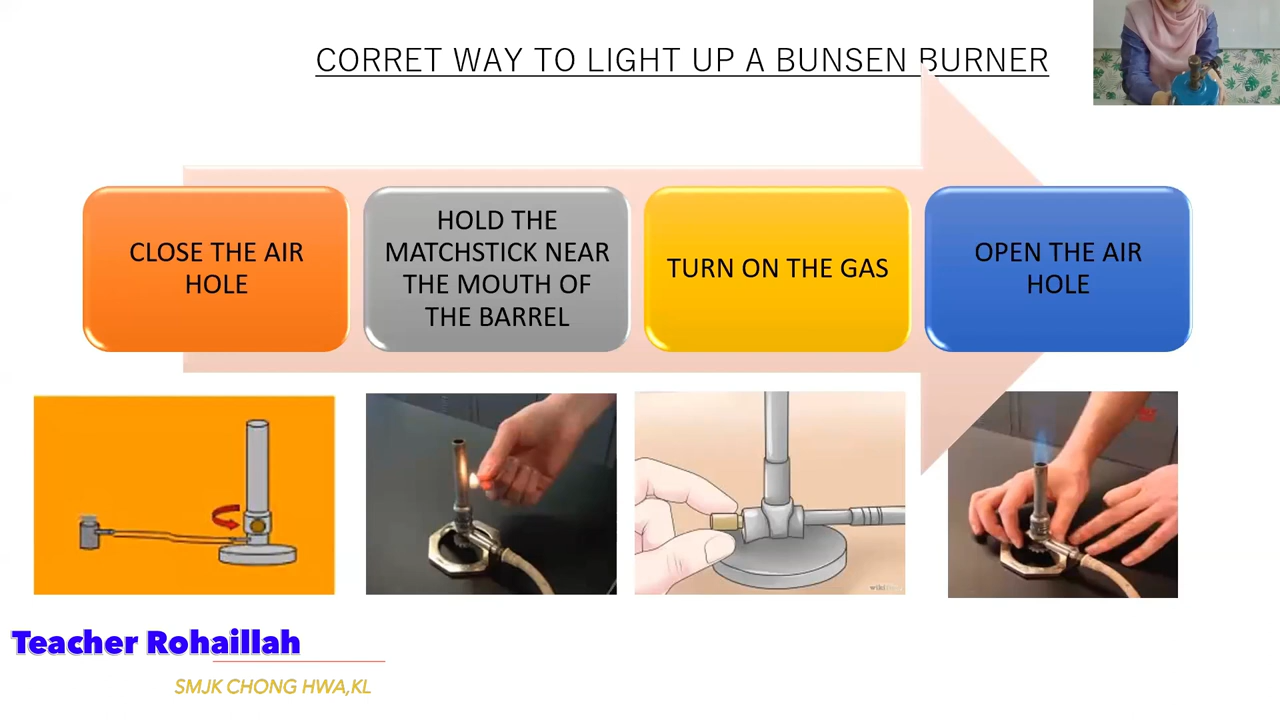 CORRET WAY TO LIGHT UP A BUNSEN BURNER
CLOSE THE AIR
HOLE
HOLD THE
MATCHSTICK NEAR
THE MOUTH OF
THE BARREL
TURN ON THE GAS
OPEN THE AIR
HOLE
Teacher Rohaillah
SMJK CHONG HWA,KL